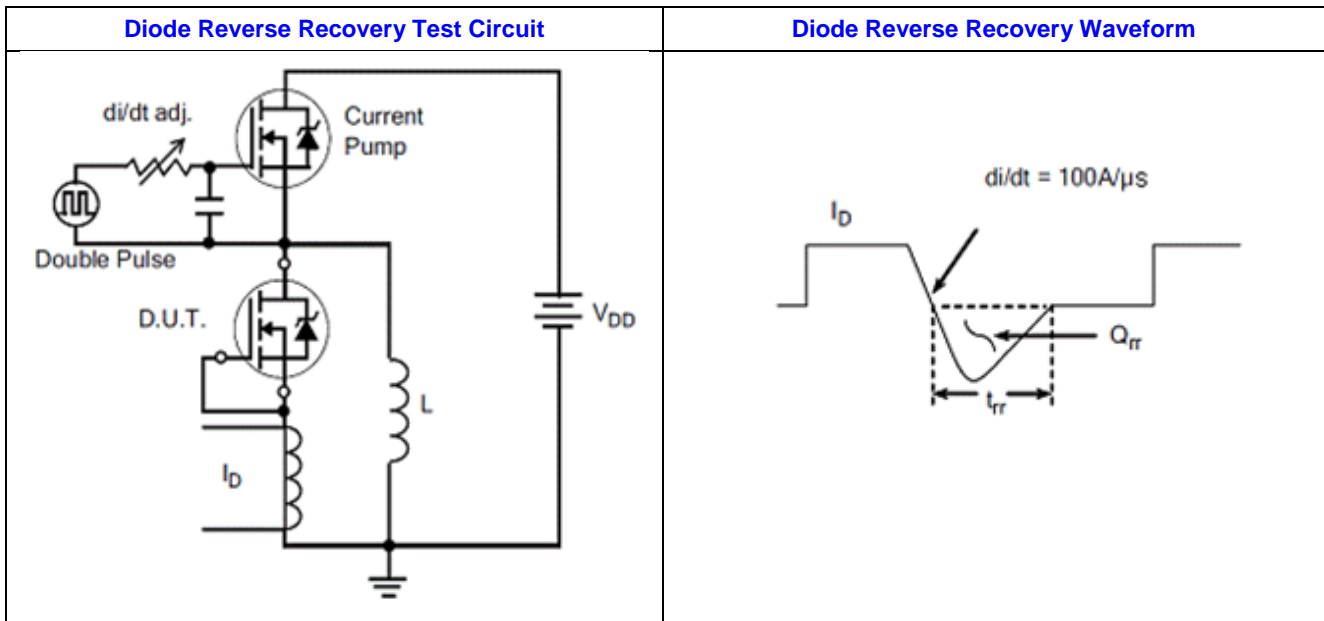 Diode Reverse Recovery Test Circuit
Diode Reverse Recovery Waveform
di/dt adj.
Current
Pump
Double Pulse
D.U.T.
VDD
L
ID
di/dt = 100A/µs
ID
Qrr
trr